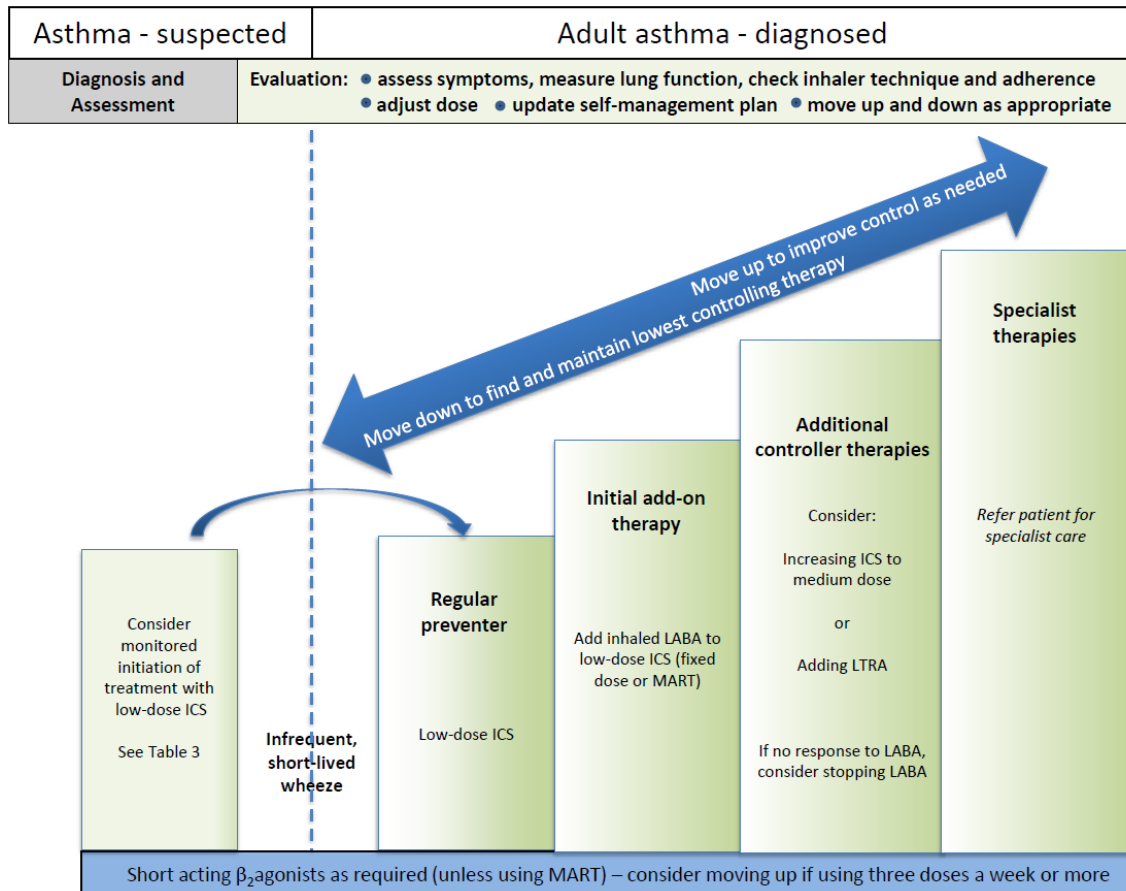 Asthma - suspected
Adult asthma - diagnosed
Diagnosis and
Assessment
Evaluation: • assess symptoms, measure lung function, check inhaler technique and adherence
• adjust dose • update self-management plan • move up and down as appropriate
Move up to improve control as needed
Move down to find and maintain lowest controlling therapy
Consider
monitored
initiation of
treatment with
low-dose ICS
See Table 3
Infrequent,
short-lived
wheeze
Regular
preventer
Low-dose ICS
Initial add-on
therapy
Add inhaled LABA to
low-dose ICS (fixed
dose or MART)
Additional
controller therapies
Consider:
Increasing ICS to
medium dose
or
Adding LTRA
If no response to LABA,
consider stopping LABA
Specialist
therapies
Refer patient for
specialist care
Short acting β₂agonists as required (unless using MART) – consider moving up if using three doses a week or more